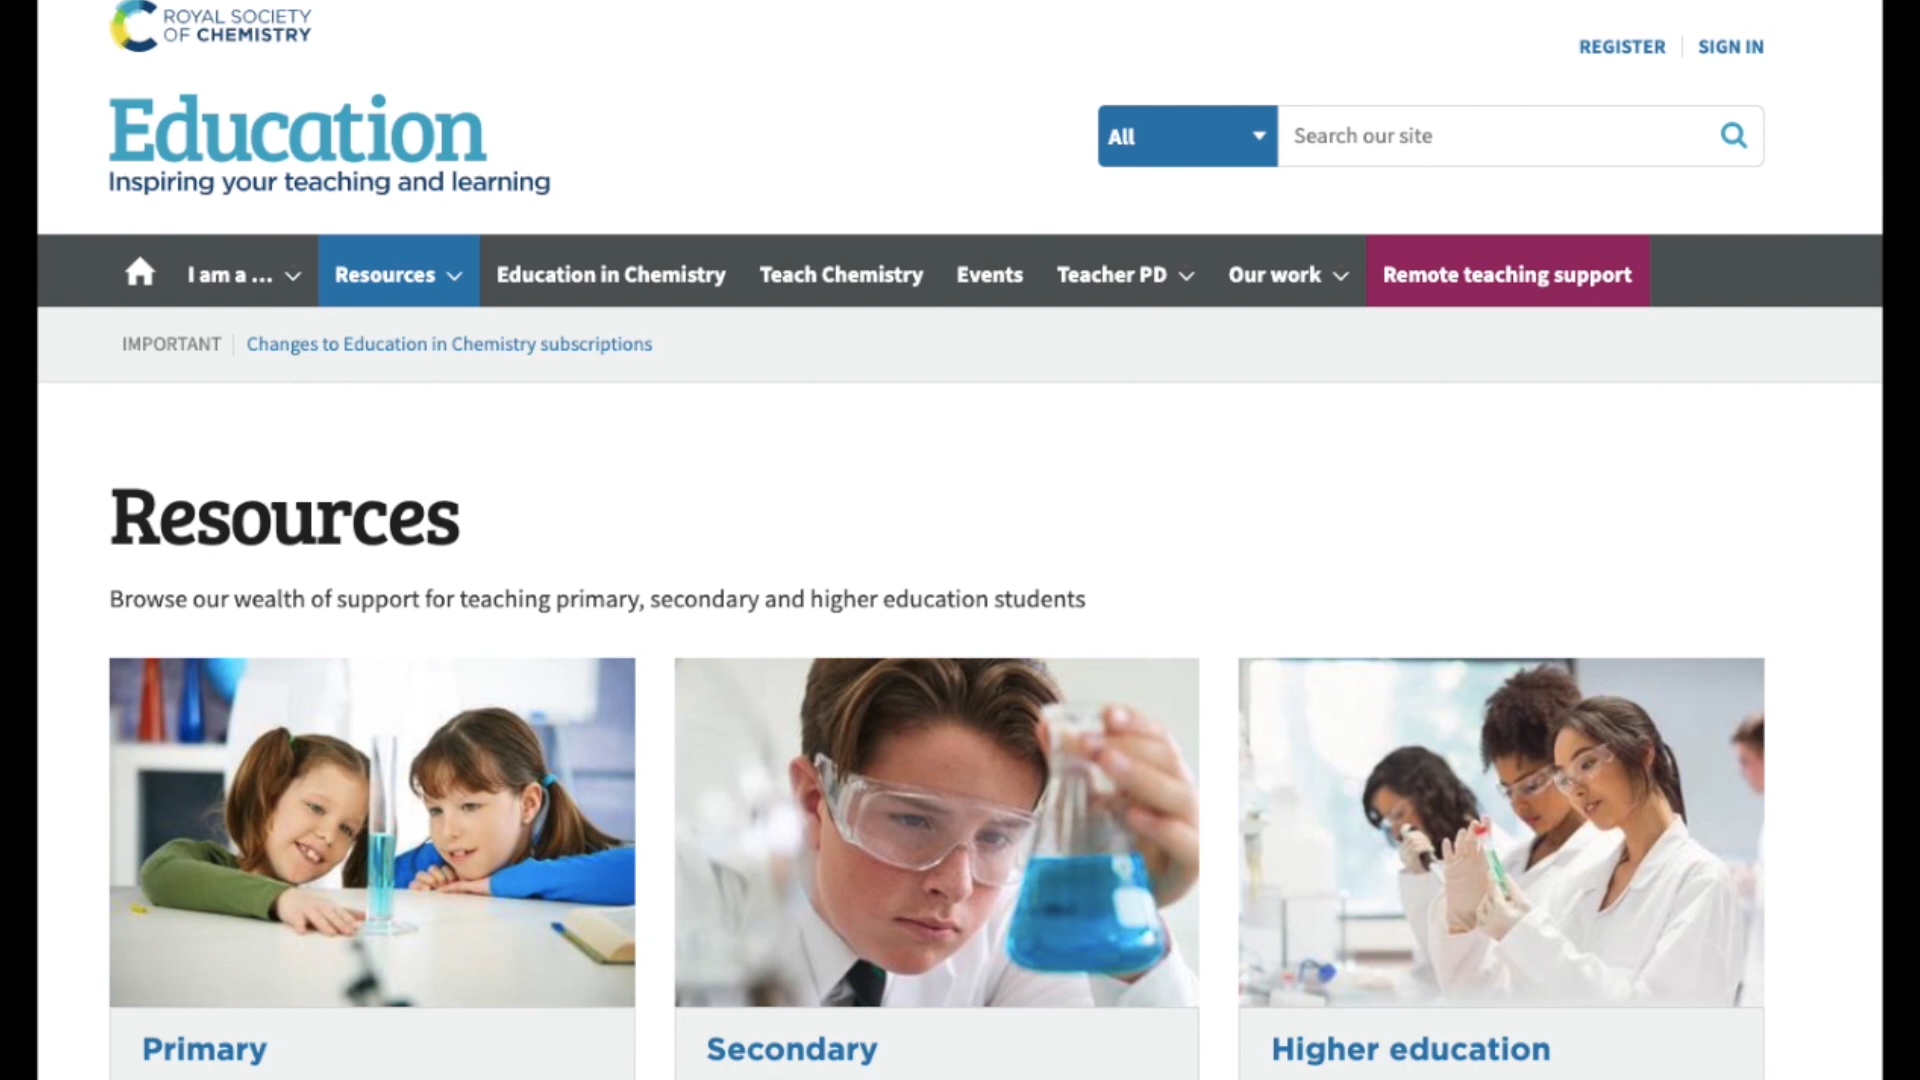 ROYAL SOCIETY
OF CHEMISTRY
REGISTER
SIGN IN
Education
Inspiring your teaching and learning
All
Search our site
I am a ...
Resources
Education in Chemistry
Teach Chemistry
Events
Teacher PD
Our work
Remote teaching support
IMPORTANT
Changes to Education in Chemistry subscriptions
Resources
Browse our wealth of support for teaching primary, secondary and higher education students
Primary
Secondary
Higher education